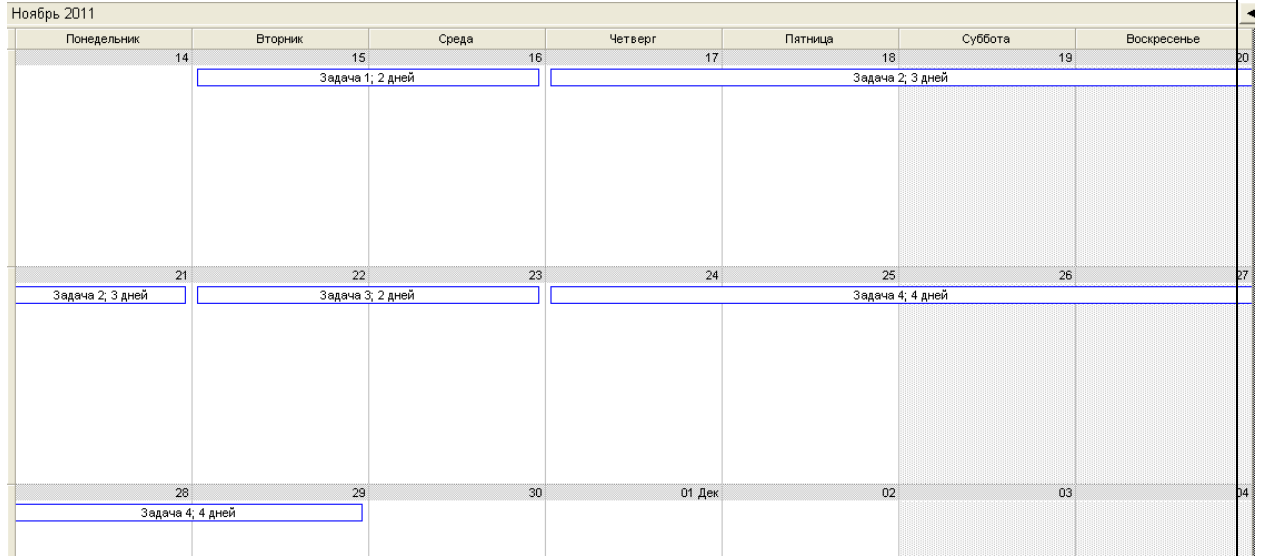 Ноябрь 2011
Понедельник Вторник Среда Четверг Пятница Суббота Воскресенье
14 15 16 17 18 19 20
Задача 1; 2 дней Задача 2; 3 дней
21 22 23 24 25 26 27
Задача 2; 3 дней Задача 3; 2 дней Задача 4; 4 дней
28 29 30 01 Дек 02 03 04
Задача 4; 4 дней